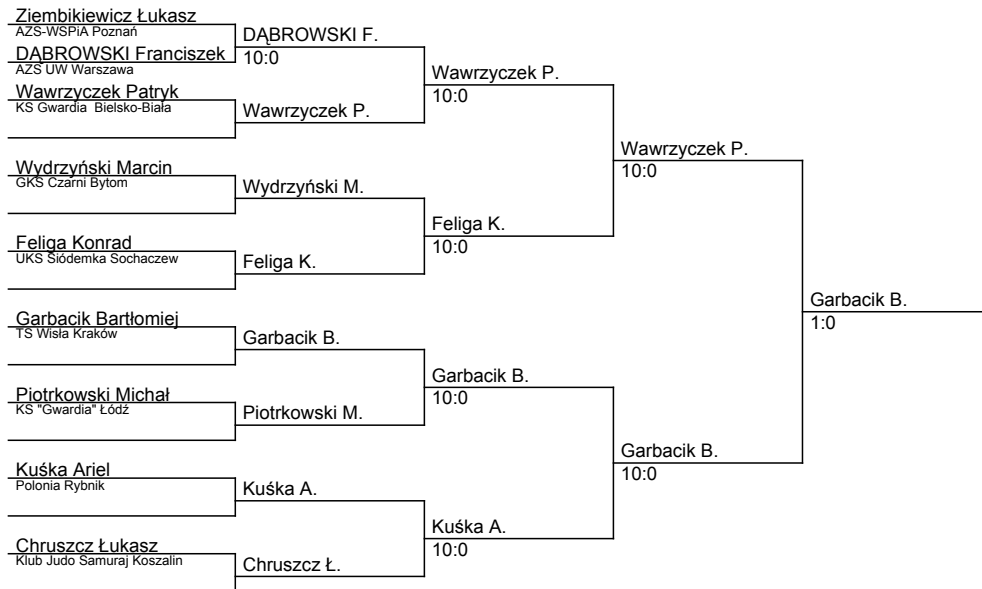 Ziembikiewicz Łukasz
AZS-WSPiA Poznań
DĄBROWSKI F.
10:0
DĄBROWSKI Franciszek
AZS UW Warszawa
Wawrzyczek P.
10:0
Wawrzyczek Patryk
KS Gwardia Bielsko-Biała
Wawrzyczek P.
Wawrzyczek P.
10:0
Wydrzyński Marcin
GKS Czarni Bytom
Wydrzyński M.
Feliga K.
10:0
Feliga Konrad
UKS Siódemka Sochaczew
Feliga K.
Garbacik B.
1:0
Garbacik Bartłomiej
TS Wisła Kraków
Garbacik B.
Garbacik B.
10:0
Piotrkowski Michał
KS "Gwardia" Łódź
Piotrkowski M.
Garbacik B.
10:0
Kuśka Ariel
Polonia Rybnik
Kuśka A.
Kuśka A.
10:0
Chruszcz Łukasz
Klub Judo Samuraj Koszalin
Chruszcz Ł.